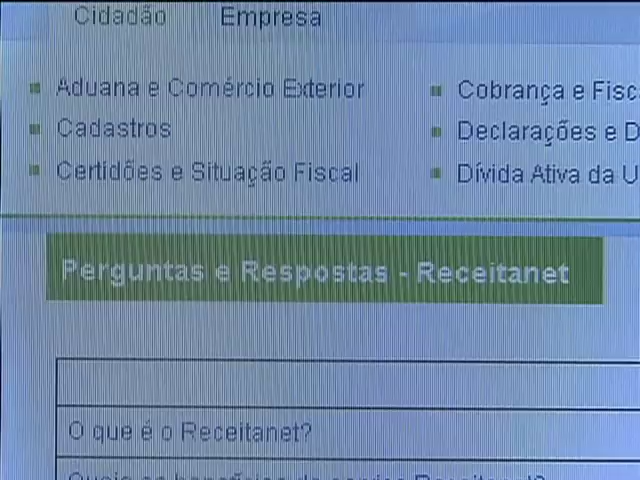 Cidadão Empresa
Aduana e Comércio Exterior Cobrança e Fisc
Cadastros Declarações e D
Certidões e Situação Fiscal Dívida Ativa da U
Perguntas e Respostas - Receitanet
O que é o Receitanet?